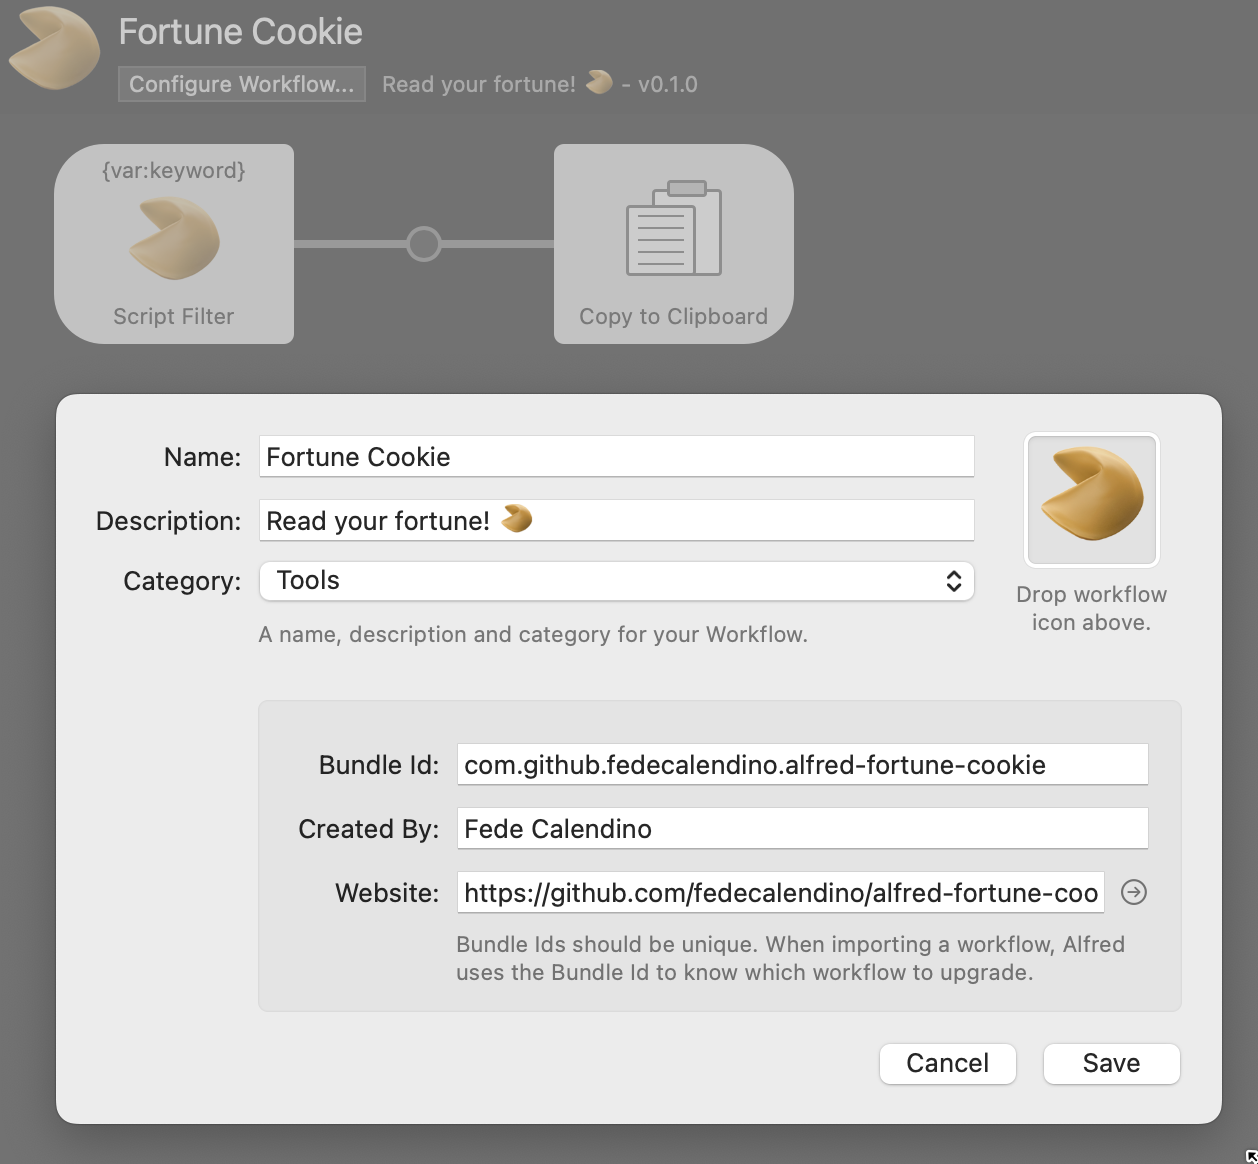 Fortune Cookie
Configure Workflow...
Read your fortune! 🥠 - v0.1.0
{var:keyword}
Script Filter
Copy to Clipboard
Name: Fortune Cookie
Description: Read your fortune! 🥠
Category: Tools
A name, description and category for your Workflow.
Drop workflow
icon above.
Bundle Id: com.github.fedecalendino.alfred-fortune-cookie
Created By: Fede Calendino
Website: https://github.com/fedecalendino/alfred-fortune-coo
Bundle Ids should be unique. When importing a workflow, Alfred
uses the Bundle Id to know which workflow to upgrade.
Cancel
Save